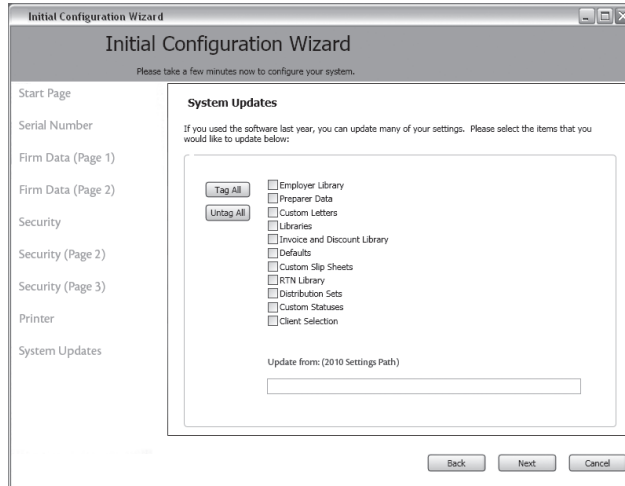 Initial Configuration Wizard
Initial Configuration Wizard
Please take a few minutes now to configure your system.
Start Page
Serial Number
Firm Data (Page 1)
Firm Data (Page 2)
Security
Security (Page 2)
Security (Page 3)
Printer
System Updates
System Updates
If you used the software last year, you can update many of your settings. Please select the items that you
would like to update below:
Tag All
Untag All
Employer Library
Preparer Data
Custom Letters
Libraries
Invoice and Discount Library
Defaults
Custom Slip Sheets
RTN Library
Distribution Sets
Custom Statuses
Client Selection
Update from: (2010 Settings Path)
Back
Next
Cancel